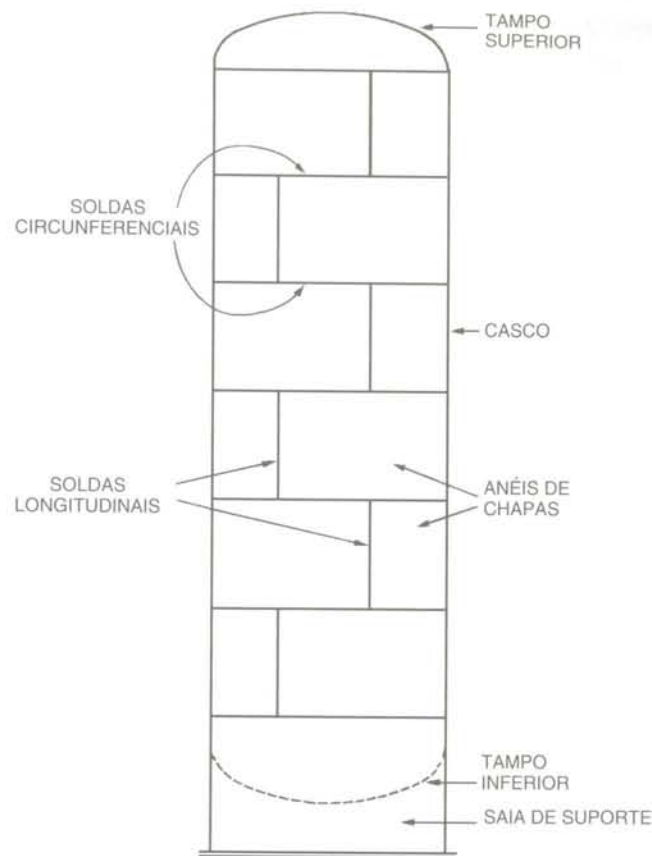 TAMPO
SUPERIOR
SOLDAS
CIRCUNFERENCIAIS
CASCO
SOLDAS
LONGITUDINAIS
ANÉIS DE
CHAPAS
TAMPO
INFERIOR
SAIA DE SUPORTE